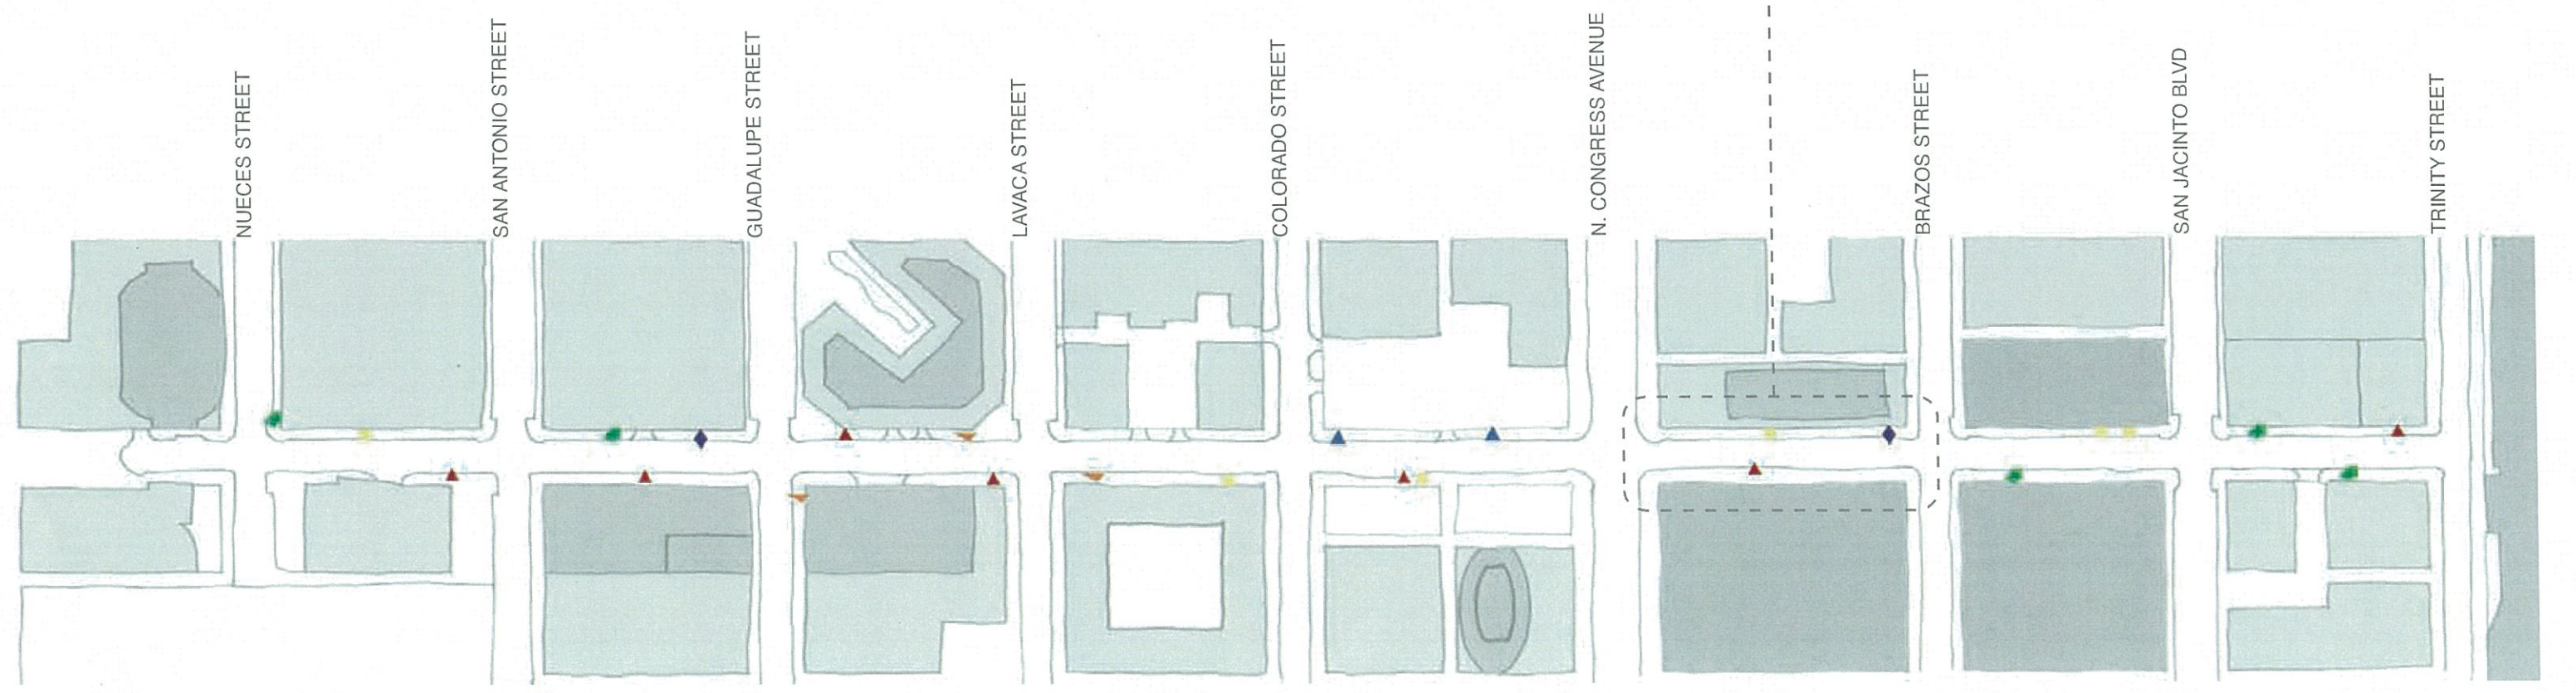 NUECES STREET
SAN ANTONIO STREET
GUADALUPE STREET
LAVACA STREET
COLORADO STREET
N. CONGRESS AVENUE
BRAZOS STREET
SAN JACINTO BLVD
TRINITY STREET